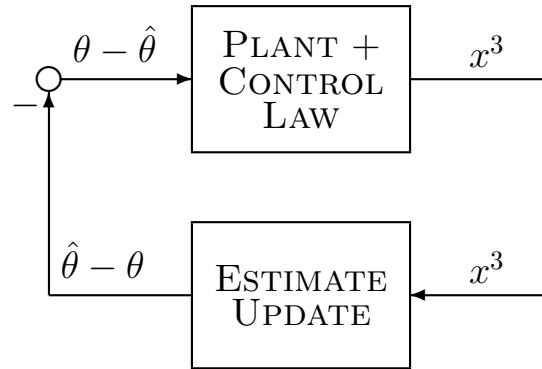 θ − θ̂
PLANT +
CONTROL
LAW
x³
−
θ̂ − θ
ESTIMATE
UPDATE
x³